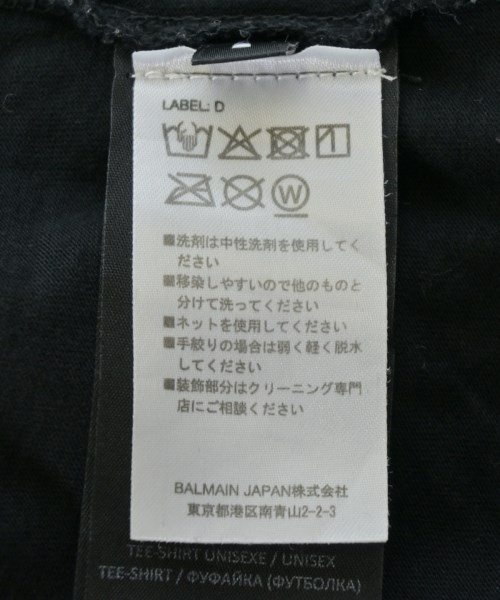 LABEL: D
W
■洗剤は中性洗剤を使用してく
ださい
■移染しやすいので他のものと
分けて洗ってください
■ネットを使用してください
■手絞りの場合は弱く軽く脱水
してください
■装飾部分はクリーニング専門
店にご相談ください
BALMAIN JAPAN株式会社
東京都港区南青山2-2-3
TEE-SHIRT UNISEXE / UNISEX
TEE-SHIRT / ФУФАЙКА (ФУТБОЛКА)